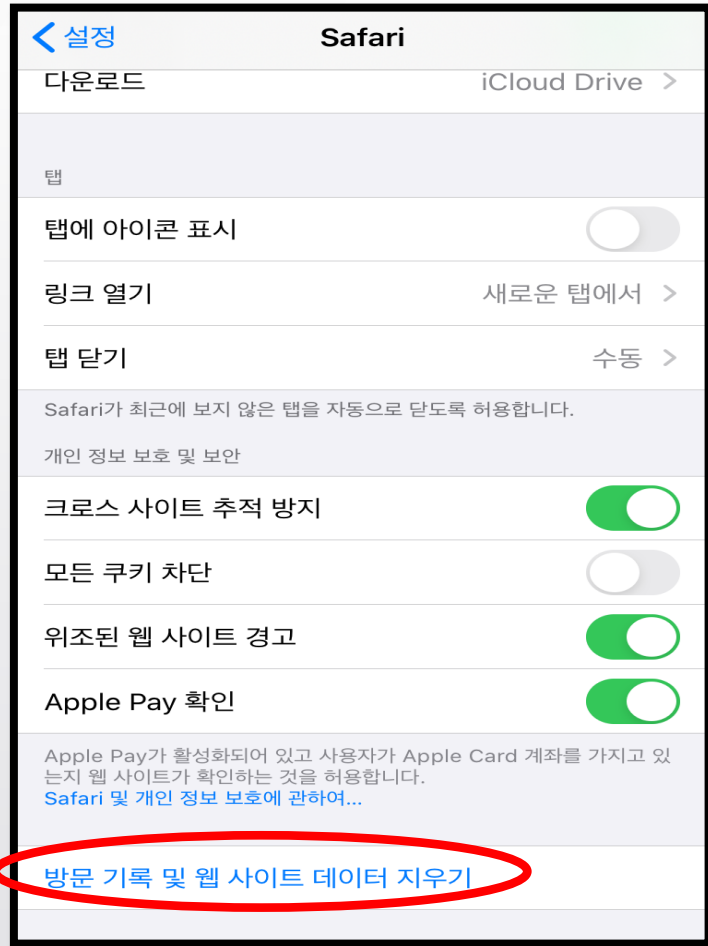 설정
Safari
다운로드 iCloud Drive
탭
탭에 아이콘 표시
링크 열기 새로운 탭에서
탭 닫기 수동
Safari가 최근에 보지 않은 탭을 자동으로 닫도록 허용합니다.
개인 정보 보호 및 보안
크로스 사이트 추적 방지
모든 쿠키 차단
위조된 웹 사이트 경고
Apple Pay 확인
Apple Pay가 활성화되어 있고 사용자가 Apple Card 계좌를 가지고 있
는지 웹 사이트가 확인하는 것을 허용합니다.
Safari 및 개인 정보 보호에 관하여...
방문 기록 및 웹 사이트 데이터 지우기